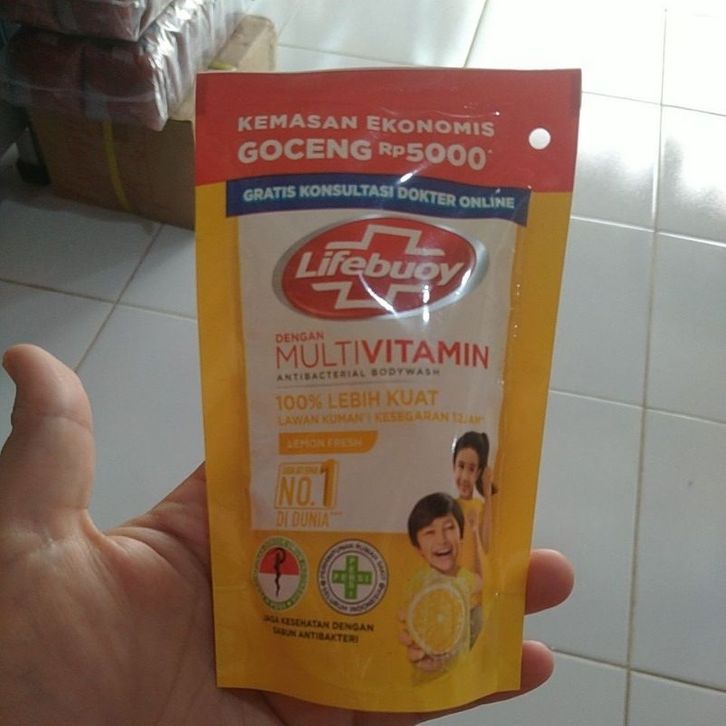 KEMASAN EKONOMIS
GOCENG Rp5000*
GRATIS KONSULTASI DOKTER ONLINE
Lifebuoy
DENGAN
MULTIVITAMIN
ANTIBACTERIAL BODYWASH
100% LEBIH KUAT
LAWAN KUMAN* | KESEGARAN 12JAM**
LEMON FRESH
NO.1
DI DUNIA***
PERSI
JAGA KESEHATAN DENGAN
SABUN ANTIBAKTERI